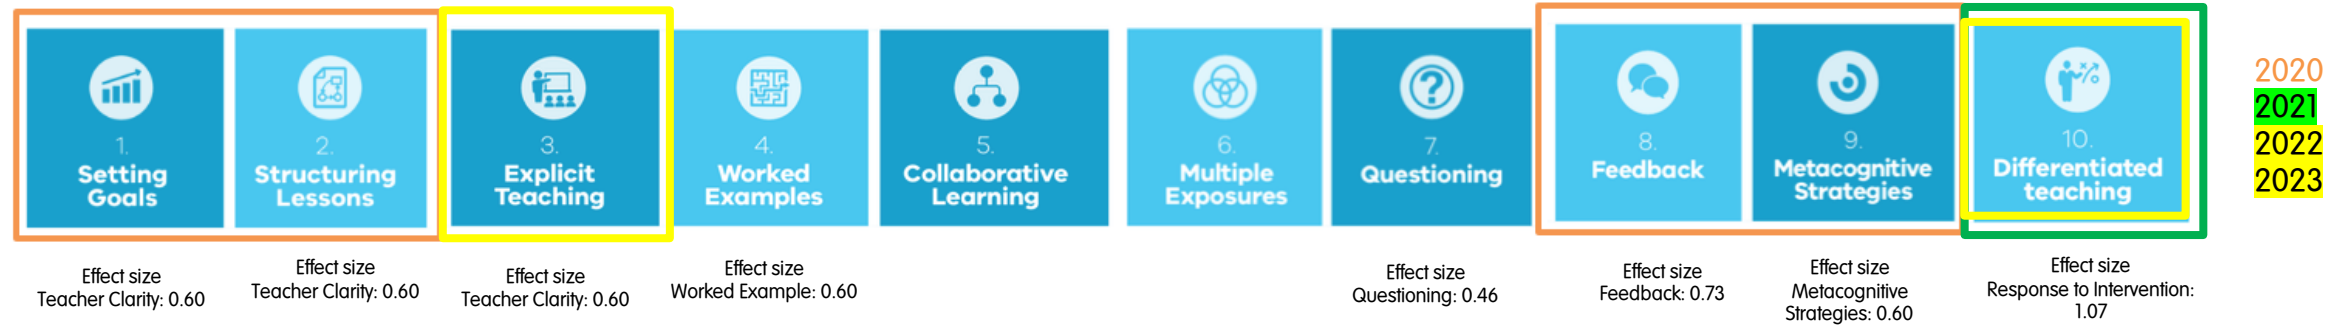 1.
Setting
Goals
2.
Structuring
Lessons
3.
Explicit
Teaching
4.
Worked
Examples
5.
Collaborative
Learning
6.
Multiple
Exposures
7.
Questioning
8.
Feedback
9.
Metacognitive
Strategies
10.
Differentiated
teaching
2020
2021
2022
2023
Effect size
Teacher Clarity: 0.60
Effect size
Teacher Clarity: 0.60
Effect size
Teacher Clarity: 0.60
Effect size
Worked Example: 0.60
Effect size
Questioning: 0.46
Effect size
Feedback: 0.73
Effect size
Metacognitive
Strategies: 0.60
Effect size
Response to Intervention:
1.07